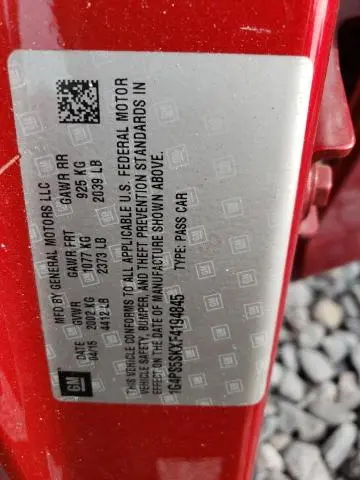 MFD BY GENERAL MOTORS LLC
DATE GVWR GAWR FRT GAWR RR
04/15 2002 KG 1077 KG 925 KG
4412 LB 2373 LB 2039 LB
THIS VEHICLE CONFORMS TO ALL APPLICABLE U.S. FEDERAL MOTOR
VEHICLE SAFETY, BUMPER, AND THEFT PREVENTION STANDARDS IN
EFFECT ON THE DATE OF MANUFACTURE SHOWN ABOVE.
1G4PS5SKXF4194845 TYPE: PASS CAR
GM